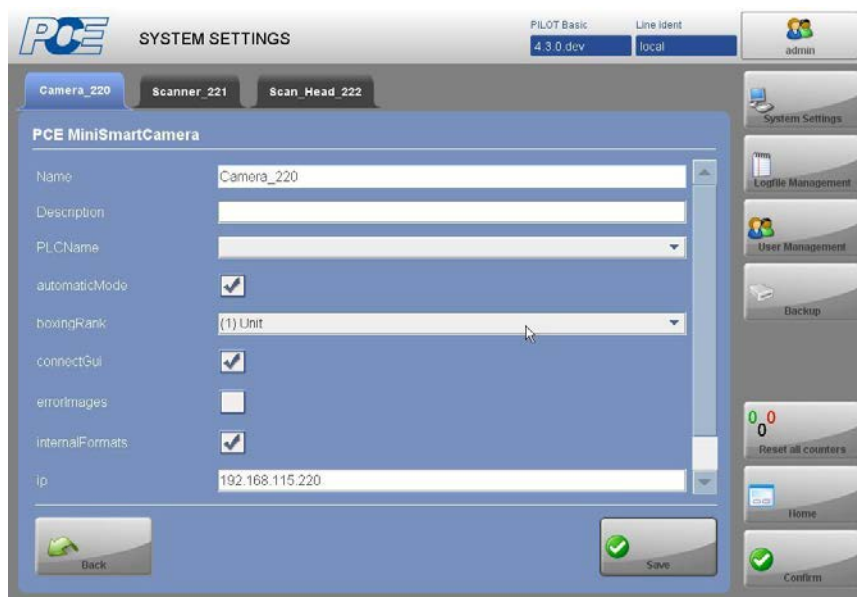 PCE
SYSTEM SETTINGS
PILOT Basic
4.3.0.dev
Line Ident
local
admin
Camera_220
Scanner_221
Scan_Head_222
PCE MiniSmartCamera
Name
Camera_220
Description
PLCName
automaticMode
boxingRank
(1) Unit
connectGui
errorImages
internalFormats
ip
192.168.115.220
Back
Save
System Settings
Logfile Management
User Management
Backup
0 0
0
Reset all counters
Home
Confirm